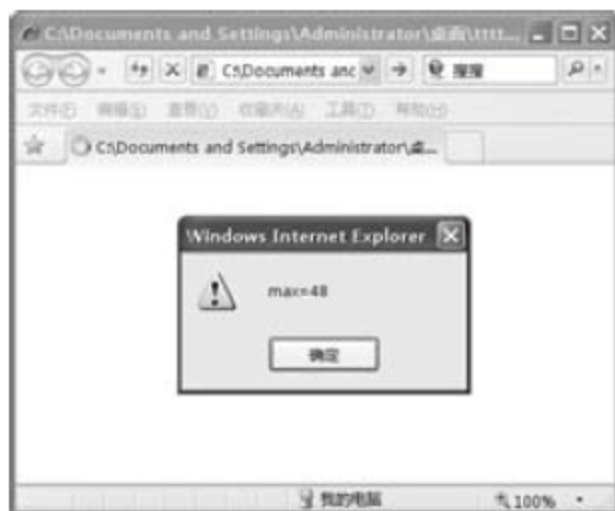 C:\Documents and Settings\Administrator\桌面\tttt...
C:\Documents anc
搜搜
文件(F) 编辑(E) 查看(V) 收藏夹(A) 工具(T) 帮助(H)
C:\Documents and Settings\Administrator\桌...
Windows Internet Explorer
max=48
确定
我的电脑
100%